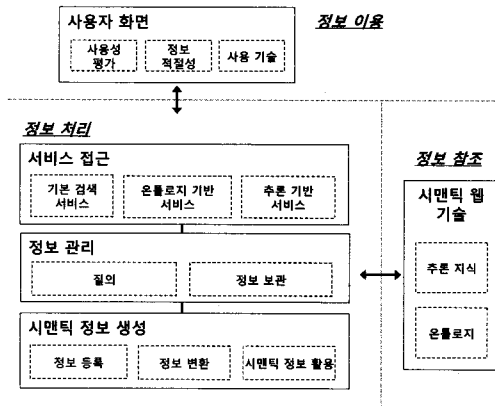 사용자 화면
정보 이용
사용성
평가
정보
적절성
사용 기술
정보 처리
서비스 접근
기본 검색
서비스
온톨로지 기반
서비스
추론 기반
서비스
정보 관리
질의
정보 보관
시맨틱 정보 생성
정보 등록
정보 변환
시맨틱 정보 활용
정보 참조
시맨틱 웹
기술
추론 지식
온톨로지